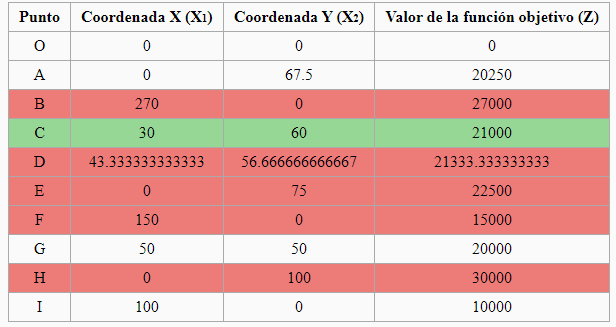 Punto Coordenada X (X1) Coordenada Y (X2) Valor de la función objetivo (Z)
O 0 0 0
A 0 67.5 20250
B 270 0 27000
C 30 60 21000
D 43.333333333333 56.666666666667 21333.333333333
E 0 75 22500
F 150 0 15000
G 50 50 20000
H 0 100 30000
I 100 0 10000